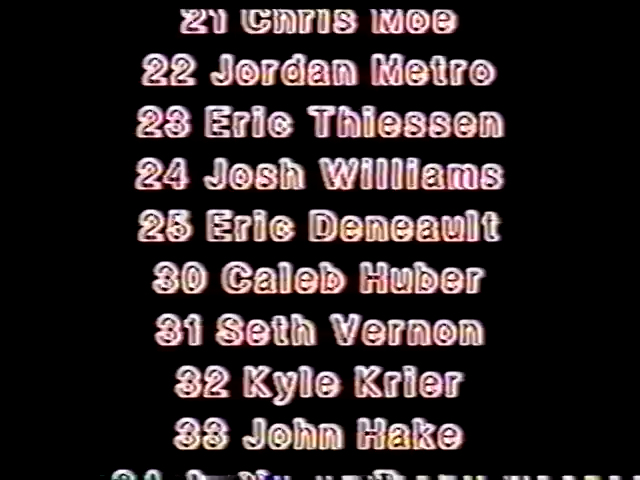 21 Chris Moe
22 Jordan Metro
23 Eric Thiessen
24 Josh Williams
25 Eric Deneault
30 Caleb Huber
31 Seth Vernon
32 Kyle Krier
33 John Hake